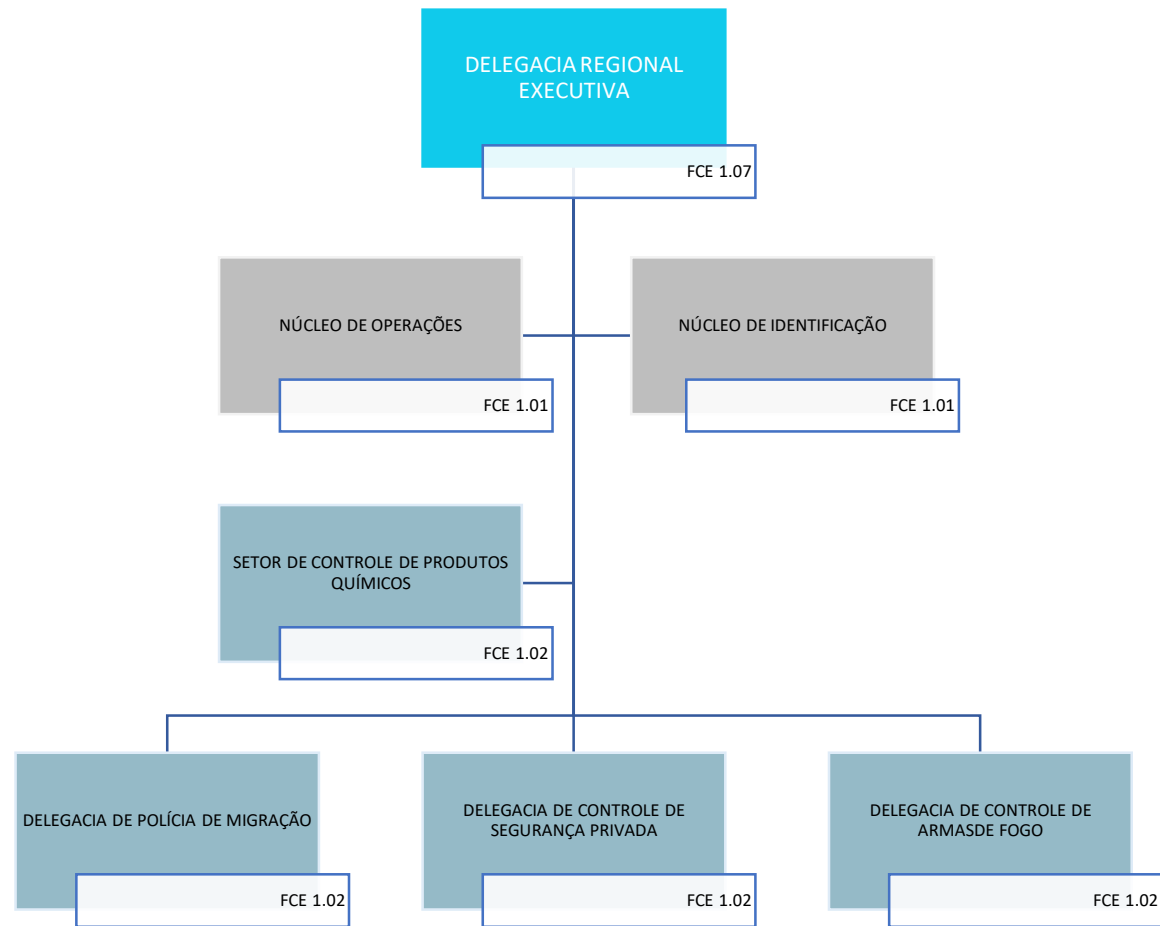 DELEGACIA REGIONAL
EXECUTIVA
FCE 1.07
NÚCLEO DE OPERAÇÕES
FCE 1.01
NÚCLEO DE IDENTIFICAÇÃO
FCE 1.01
SETOR DE CONTROLE DE PRODUTOS
QUÍMICOS
FCE 1.02
DELEGACIA DE POLÍCIA DE MIGRAÇÃO
FCE 1.02
DELEGACIA DE CONTROLE DE
SEGURANÇA PRIVADA
FCE 1.02
DELEGACIA DE CONTROLE DE
ARMASDE FOGO
FCE 1.02